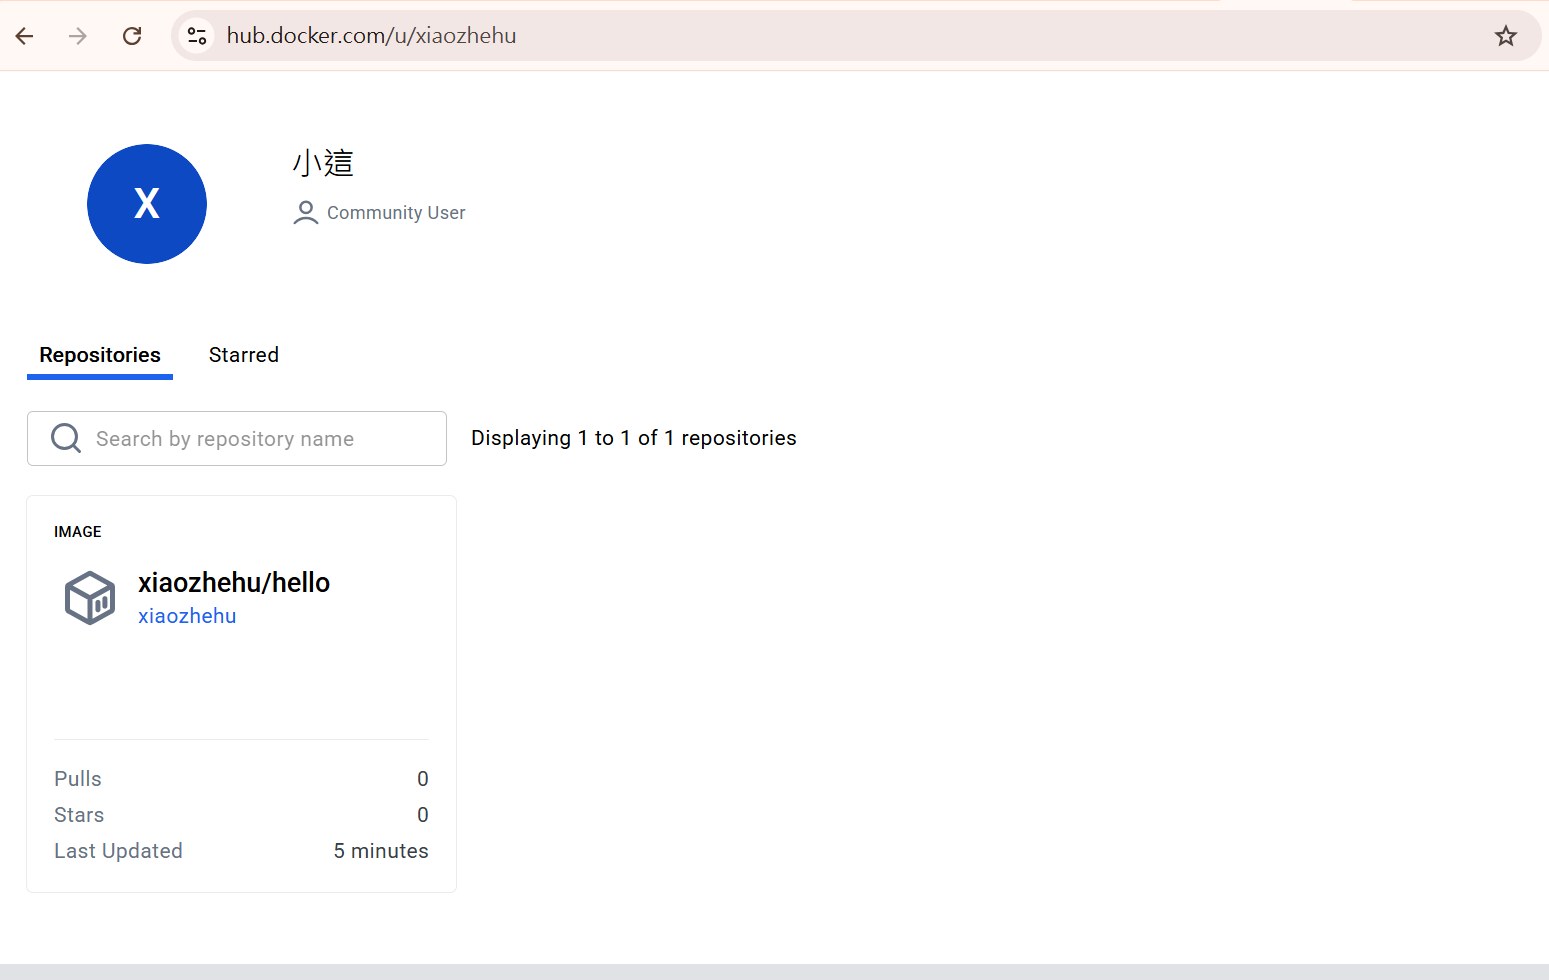 hub.docker.com/u/xiaozhehu
X
小這
Community User
Repositories
Starred
Search by repository name
Displaying 1 to 1 of 1 repositories
IMAGE
xiaozhehu/hello
xiaozhehu
Pulls 0
Stars 0
Last Updated 5 minutes